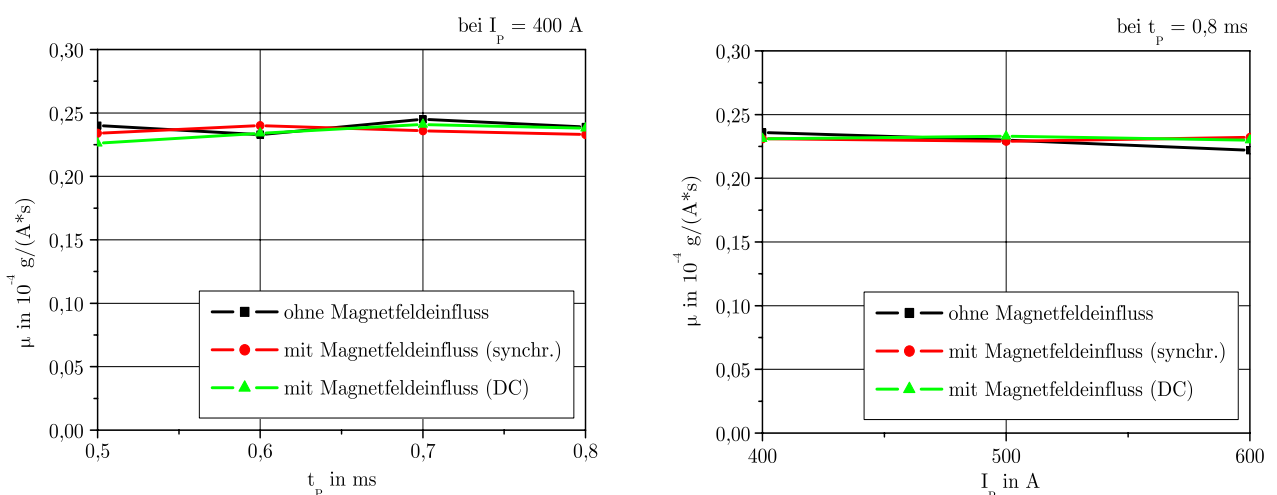 bei I_P = 400 A
0,30
0,25
0,20
0,15
0,10
0,05
0,00
µ in 10^-4 g/(A*s)
ohne Magnetfeldeinfluss
mit Magnetfeldeinfluss (synchr.)
mit Magnetfeldeinfluss (DC)
0,5 0,6 0,7 0,8
t_P in ms
bei t_P = 0,8 ms
0,30
0,25
0,20
0,15
0,10
0,05
0,00
µ in 10^-4 g/(A*s)
ohne Magnetfeldeinfluss
mit Magnetfeldeinfluss (synchr.)
mit Magnetfeldeinfluss (DC)
400 500 600
I_P in A